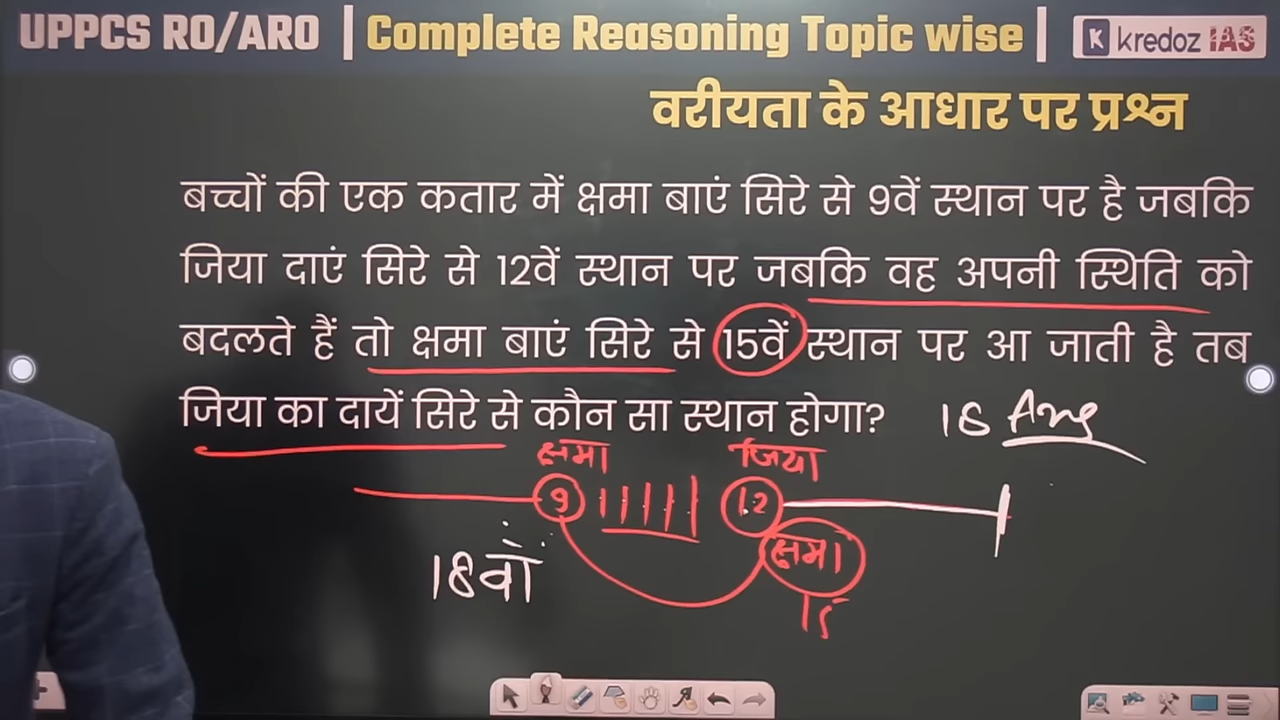 UPPCS RO/ARO | Complete Reasoning Topic wise | K kredoz IAS
वरीयता के आधार पर प्रश्न
बच्चों की एक कतार में क्षमा बाएं सिरे से 9वें स्थान पर है जबकि
जिया दाएं सिरे से 12वें स्थान पर जबकि वह अपनी स्थिति को
बदलते हैं तो क्षमा बाएं सिरे से 15वें स्थान पर आ जाती है तब
जिया का दायें सिरे से कौन सा स्थान होगा? 18 Ans
क्षमा जिया
9 12
18वां क्षमा
15